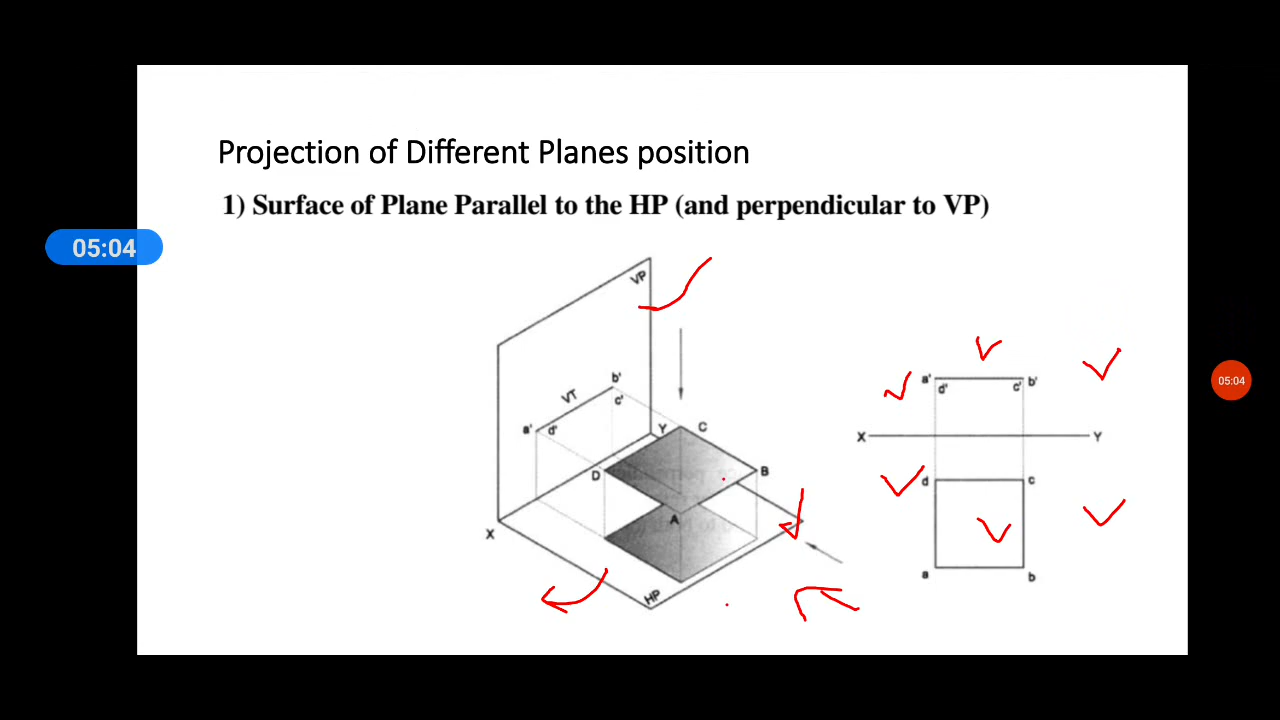 Projection of Different Planes position
1) Surface of Plane Parallel to the HP (and perpendicular to VP)
05:04
VP
b'
VT
c'
a' d'
Y C
D B
A
X
HP
a' b'
d' c'
X Y
d c
a b
05:04